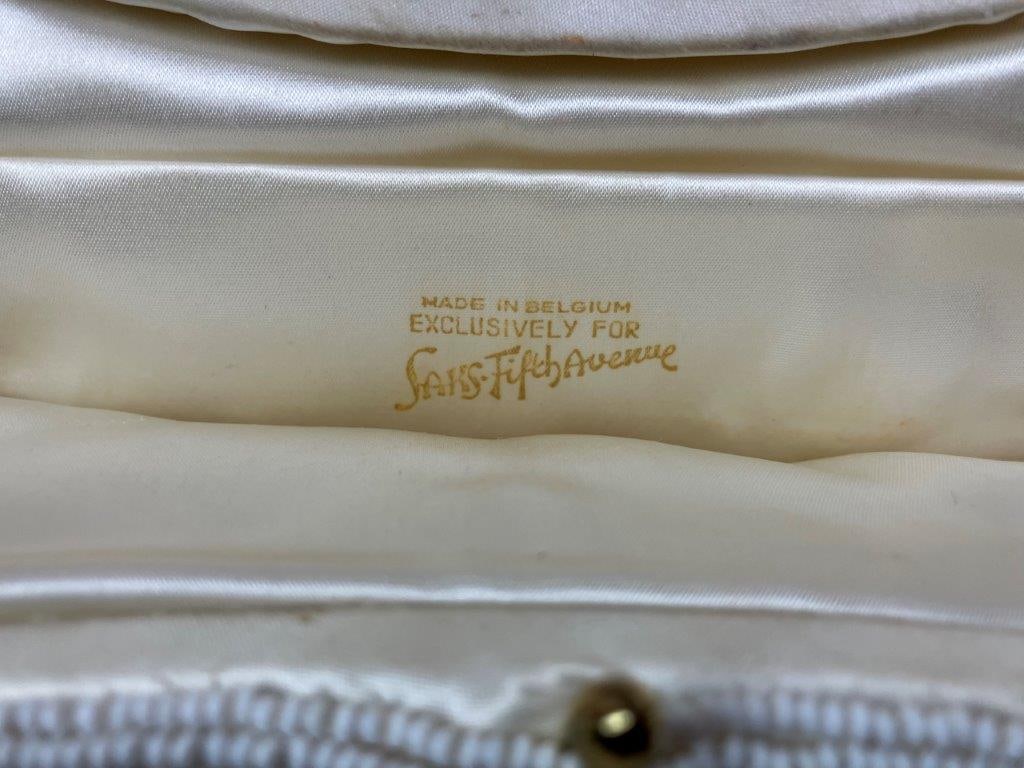 MADE IN BELGIUM
EXCLUSIVELY FOR
SAKS·Fifth Avenue